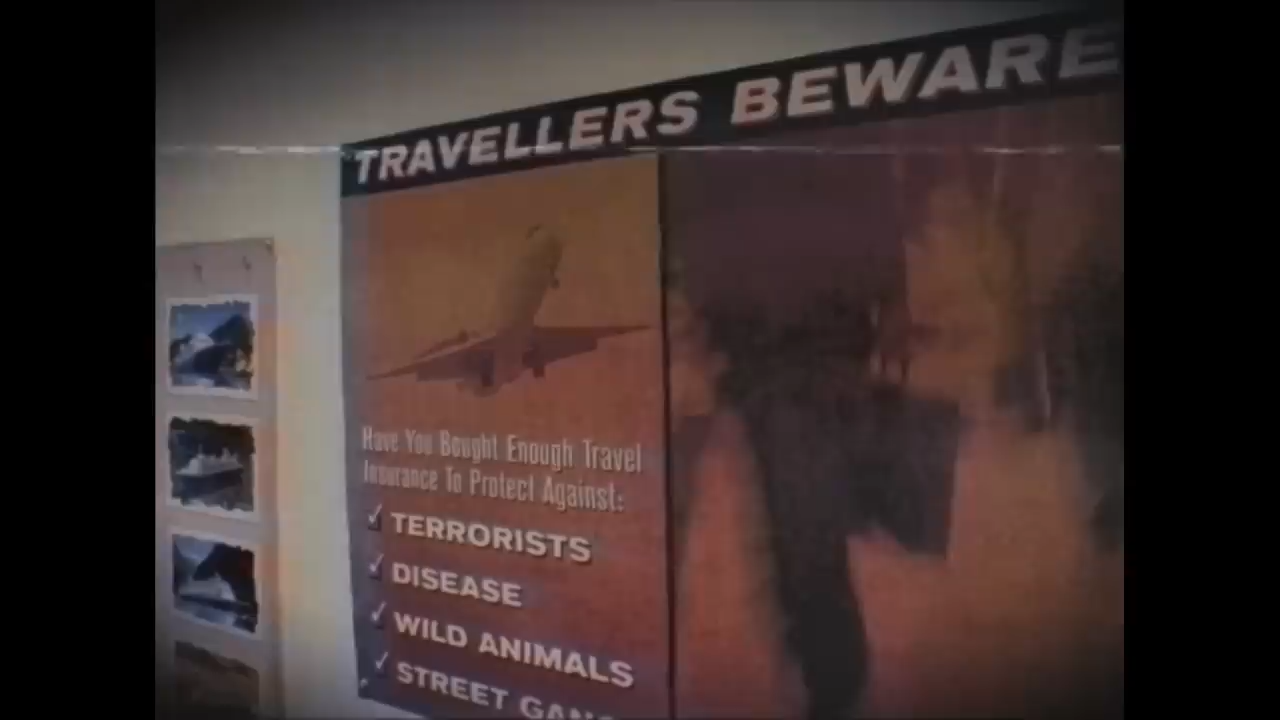 TRAVELLERS BEWARE
Have You Bought Enough Travel
Insurance To Protect Against:
✓ TERRORISTS
✓ DISEASE
✓ WILD ANIMALS
✓ STREET